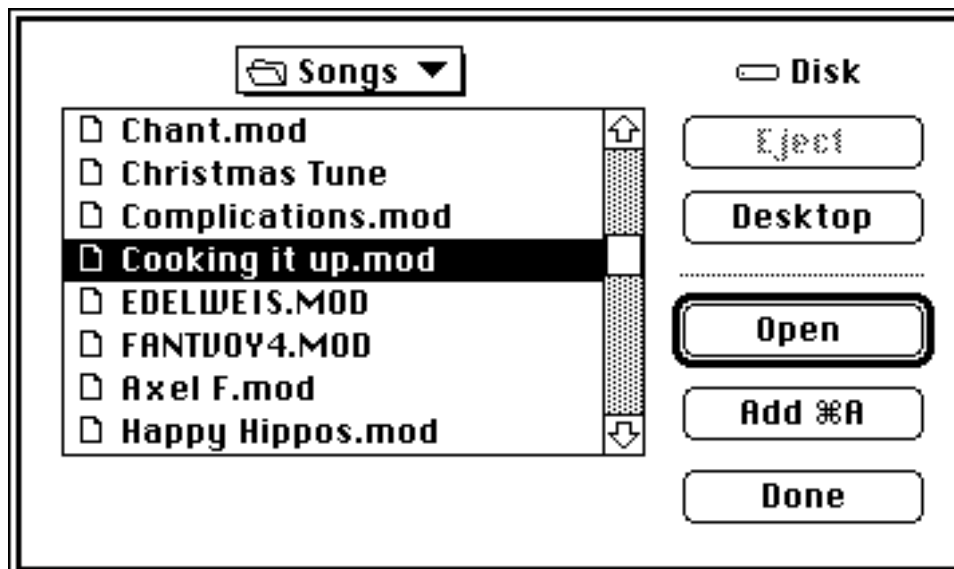 Songs
Disk
Chant.mod
Christmas Tune
Complications.mod
Cooking it up.mod
EDELWEIS.MOD
FANTVOY4.MOD
Axel F.mod
Happy Hippos.mod
Eject
Desktop
Open
Add ⌘A
Done